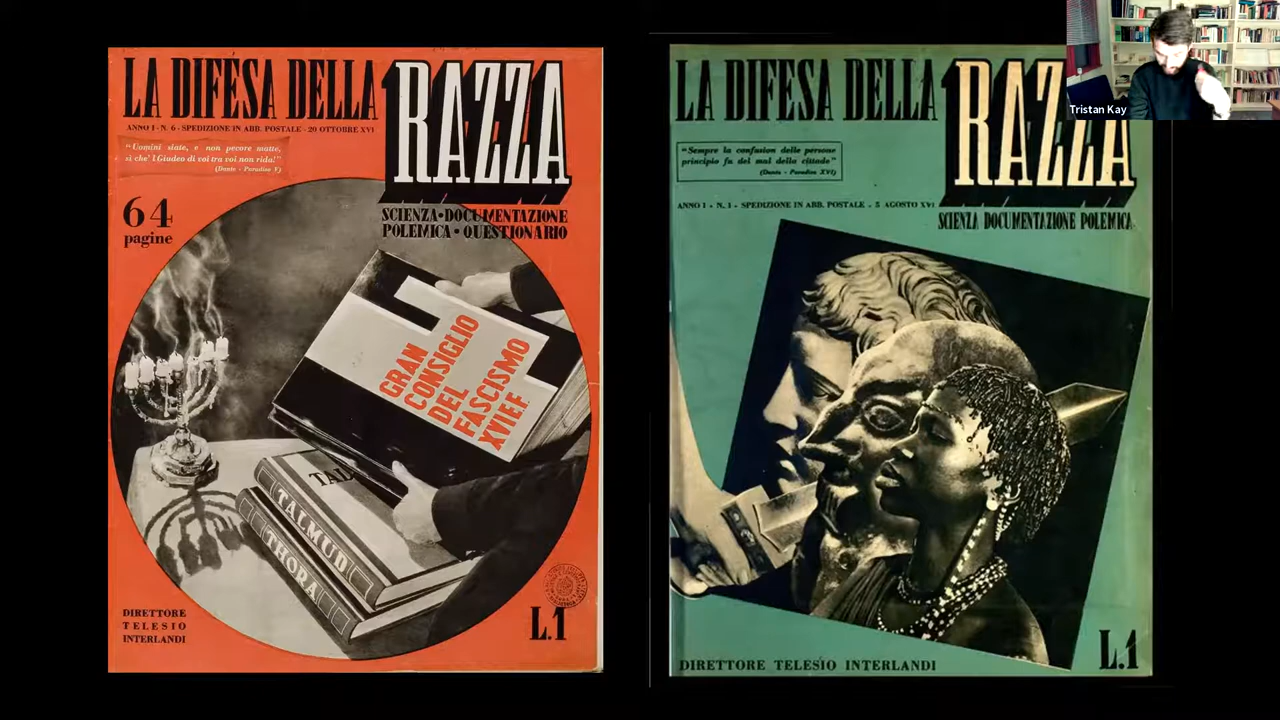 LA DIFESA DELLA RAZZA
ANNO I - N. 6 - SPEDIZIONE IN ABB. POSTALE - 20 OTTOBRE XVI
"Uomini siate, e non pecore matte,
sì che' l Giudeo di voi tra voi non rida!"
(Dante - Paradiso V)
64
pagine
SCIENZA·DOCUMENTAZIONE
POLEMICA·QUESTIONARIO
GRAN
CONSIGLIO
DEL
FASCISMO
XVI E.F.
TAL
TALMUD
THORA
DIRETTORE
TELESIO
INTERLANDI
L.1
LA DIFESA DELLA RAZZA
"Sempre la confusion delle persone
principio fu del mal della cittade"
(Dante - Paradiso XVI)
ANNO I - N. 1 - SPEDIZIONE IN ABB. POSTALE - 5 AGOSTO XVI
SCIENZA DOCUMENTAZIONE POLEMICA
DIRETTORE TELESIO INTERLANDI
L.1
Tristan Kay